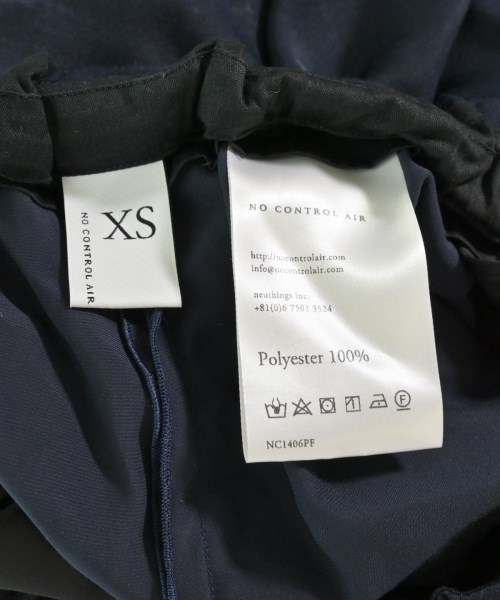 XS
NO CONTROL AIR
NO CONTROL AIR
http://nocontrolair.com
info@nocontrolair.com
neuthings inc.
+81(0)6 7501 3524
Polyester 100%
NC1406PF